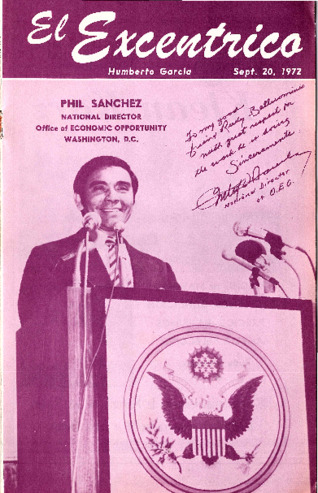 El Excentrico
Humberto Garcia Sept. 20, 1972
PHIL SANCHEZ
NATIONAL DIRECTOR
Office of ECONOMIC OPPORTUNITY
WASHINGTON, D.C.
To my good
friend Rudy
with great respect for
the work he is doing
Sinceramente,
National Director
of O.E.O.